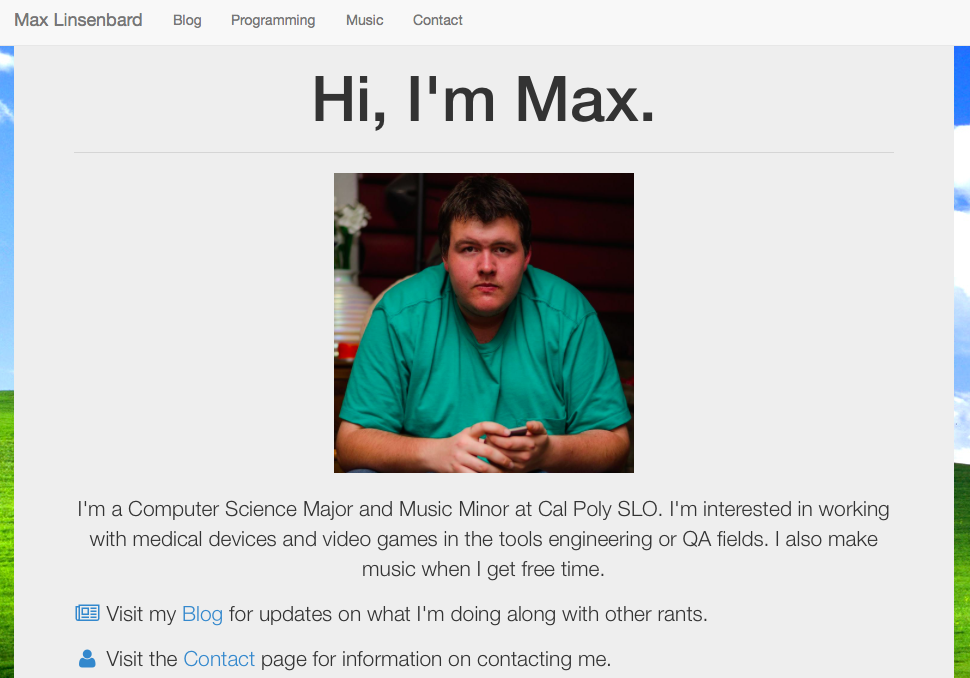 Max Linsenbard Blog Programming Music Contact
Hi, I'm Max.
I'm a Computer Science Major and Music Minor at Cal Poly SLO. I'm interested in working
with medical devices and video games in the tools engineering or QA fields. I also make
music when I get free time.
Visit my Blog for updates on what I'm doing along with other rants.
Visit the Contact page for information on contacting me.